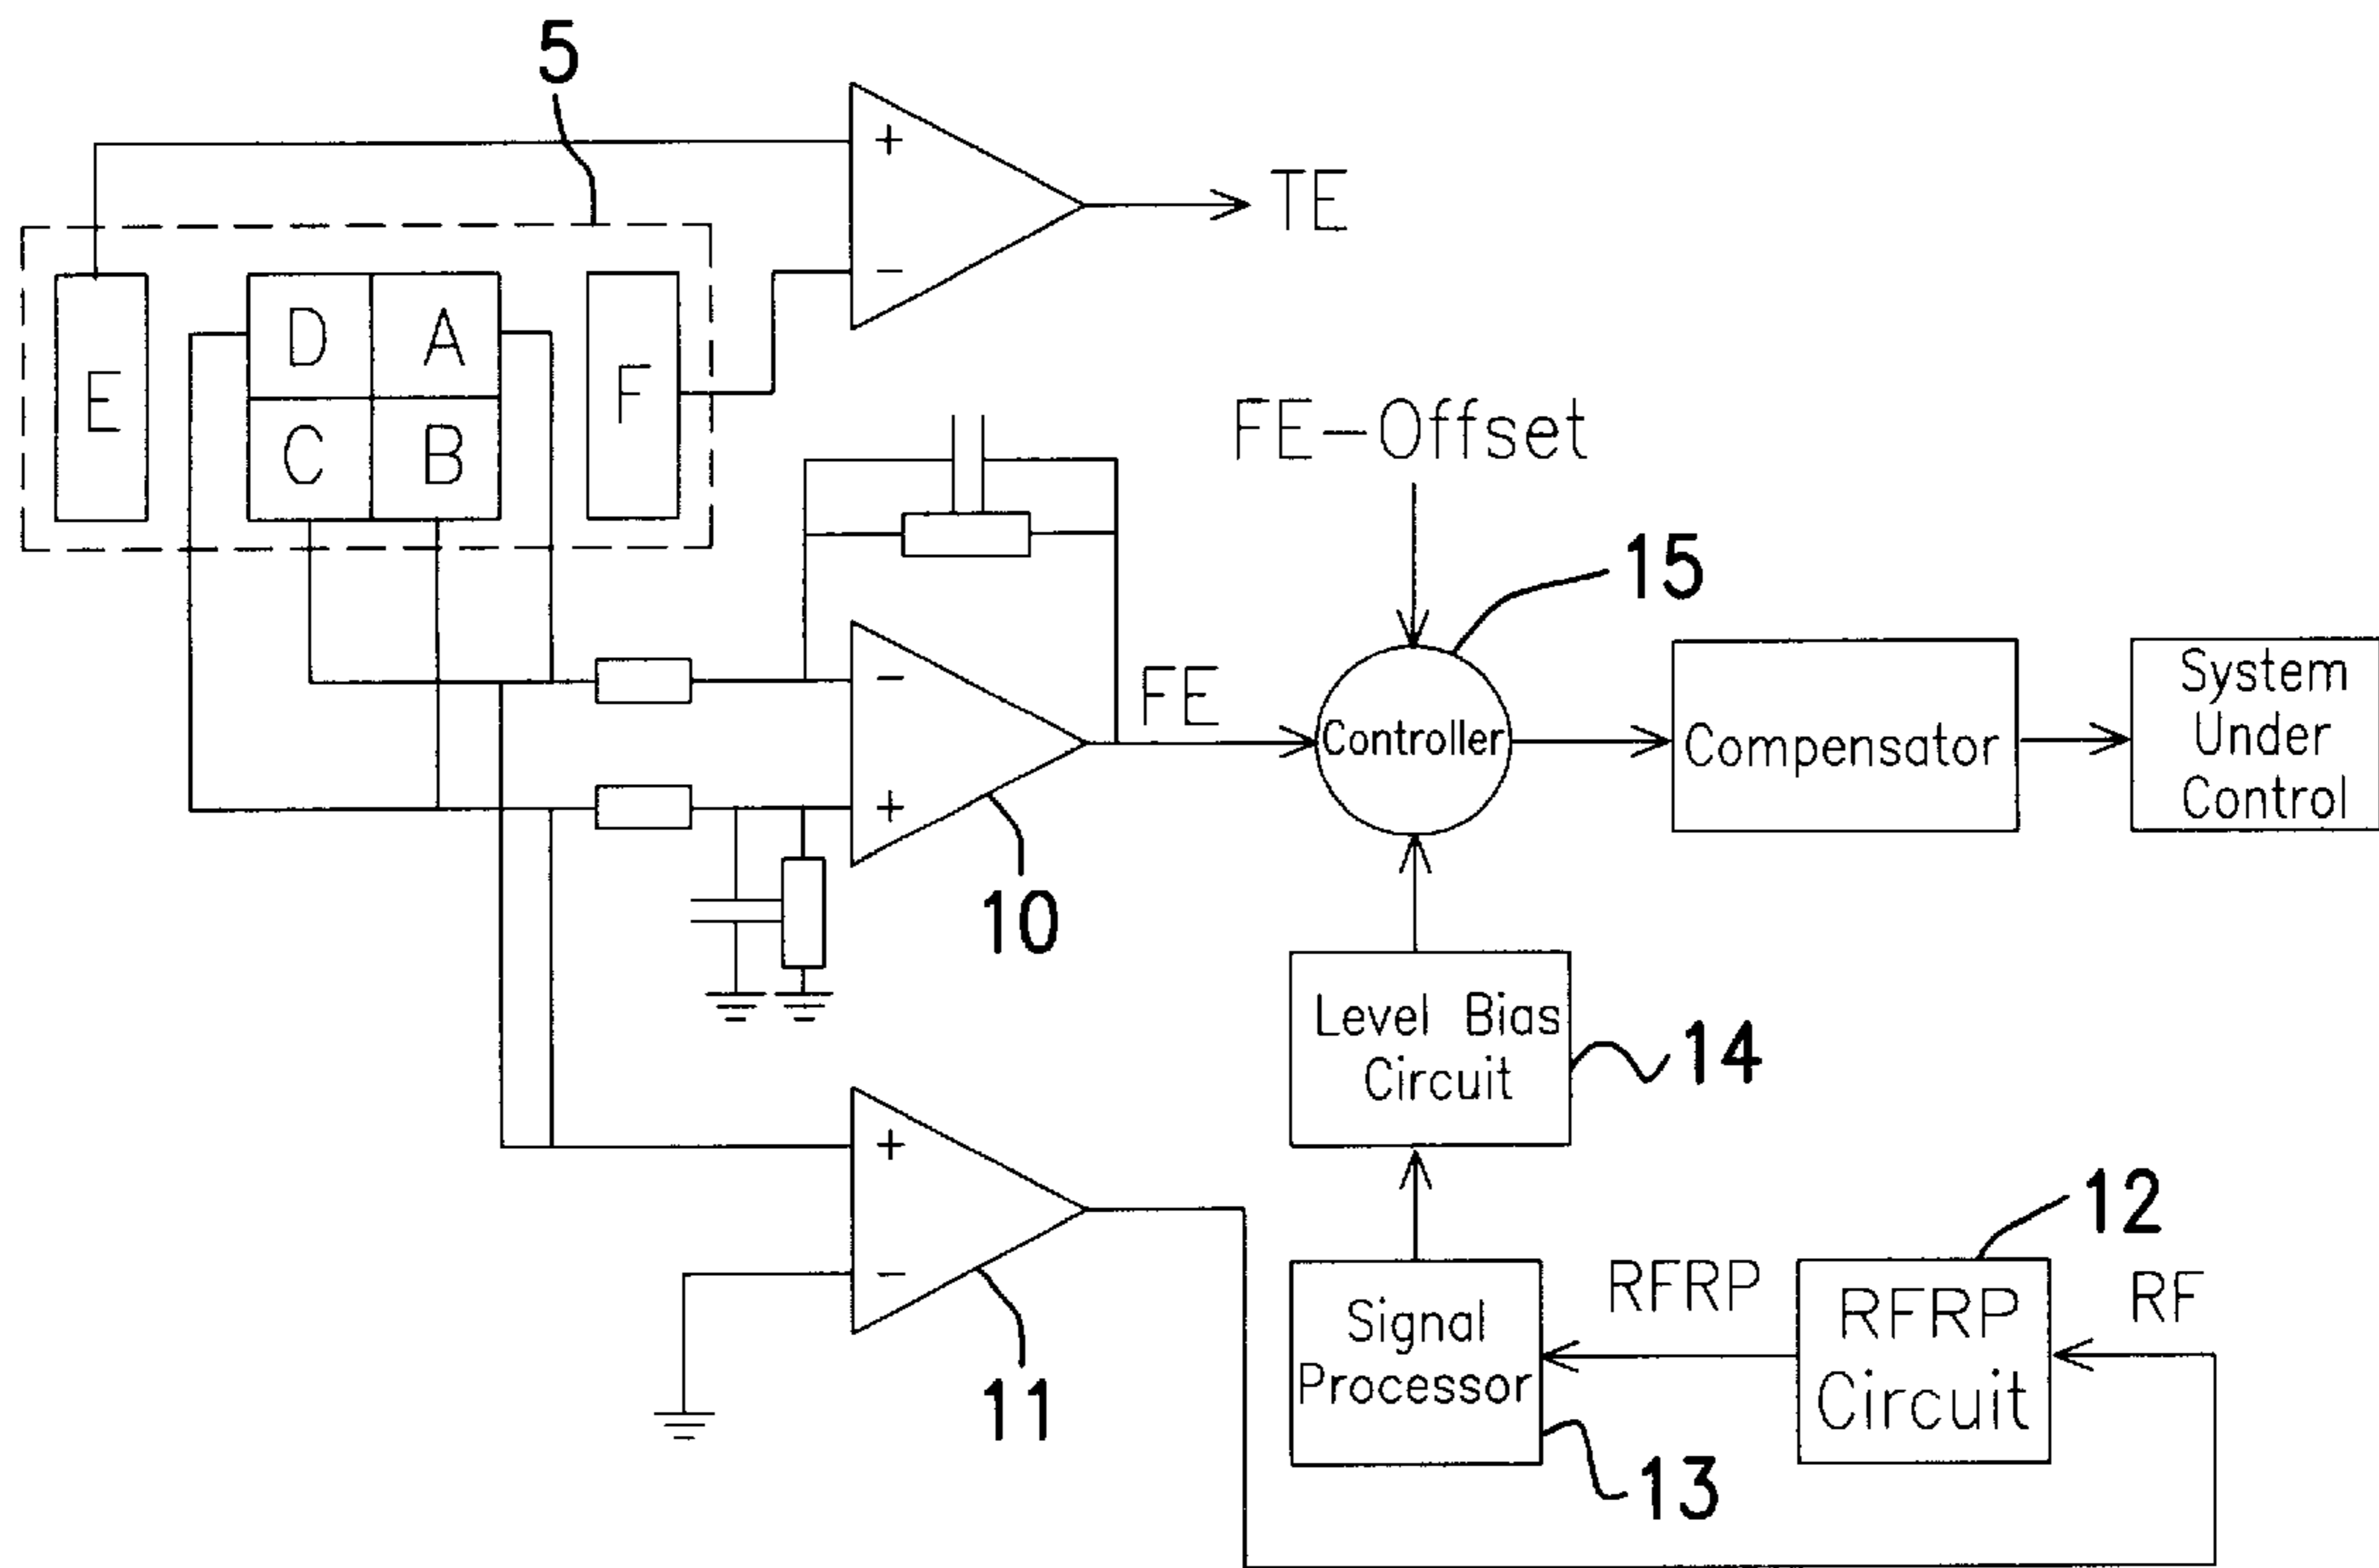 5
+
TE
−
D A
E
F
C B
FE-Offset
15
−
FE
Controller
Compensator
System
Under
Control
+
10
Level Bias
Circuit
14
+
12
−
RFRP
RF
Signal
Processor
RFRP
Circuit
11
13